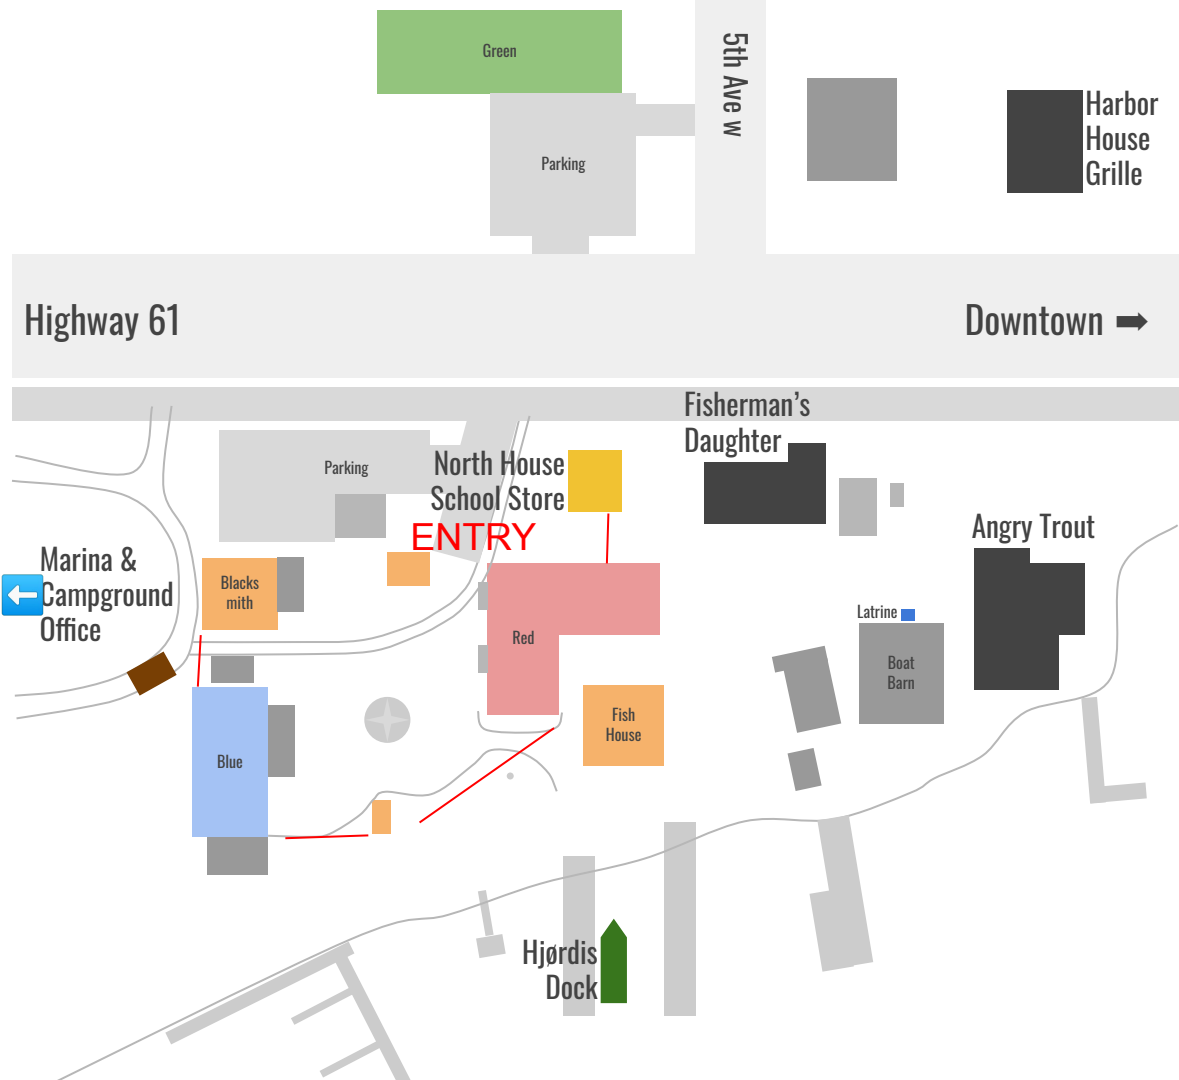 Green
5th Ave w
Harbor
House
Grille
Parking
Highway 61
Downtown ➡
Fisherman's
Daughter
Parking
North House
School Store
ENTRY
Angry Trout
Marina &
Campground
Office
Blacks
mith
Latrine
Red
Boat
Barn
Fish
House
Blue
Hjørdis
Dock